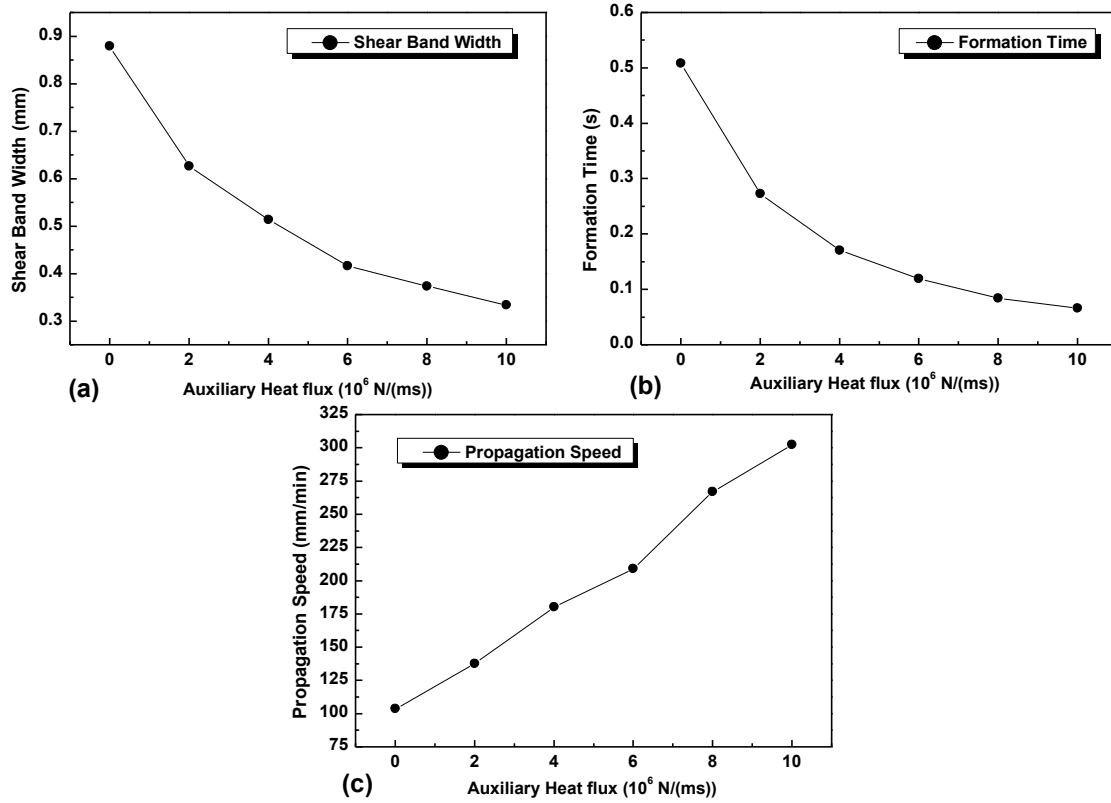 Shear Band Width
0.9
0.8
0.7
0.6
0.5
0.4
0.3
Shear Band Width (mm)
0 2 4 6 8 10
Auxiliary Heat flux (10⁶ N/(ms))
(a)
Formation Time
0.5
0.4
0.3
0.2
0.1
0.0
Formation Time (s)
0 2 4 6 8 10
Auxiliary Heat flux (10⁶ N/(ms))
(b)
Propagation Speed
325
300
275
250
225
200
175
150
125
100
75
Propagation Speed (mm/min)
0 2 4 6 8 10
Auxiliary Heat flux (10⁶ N/(ms))
(c)